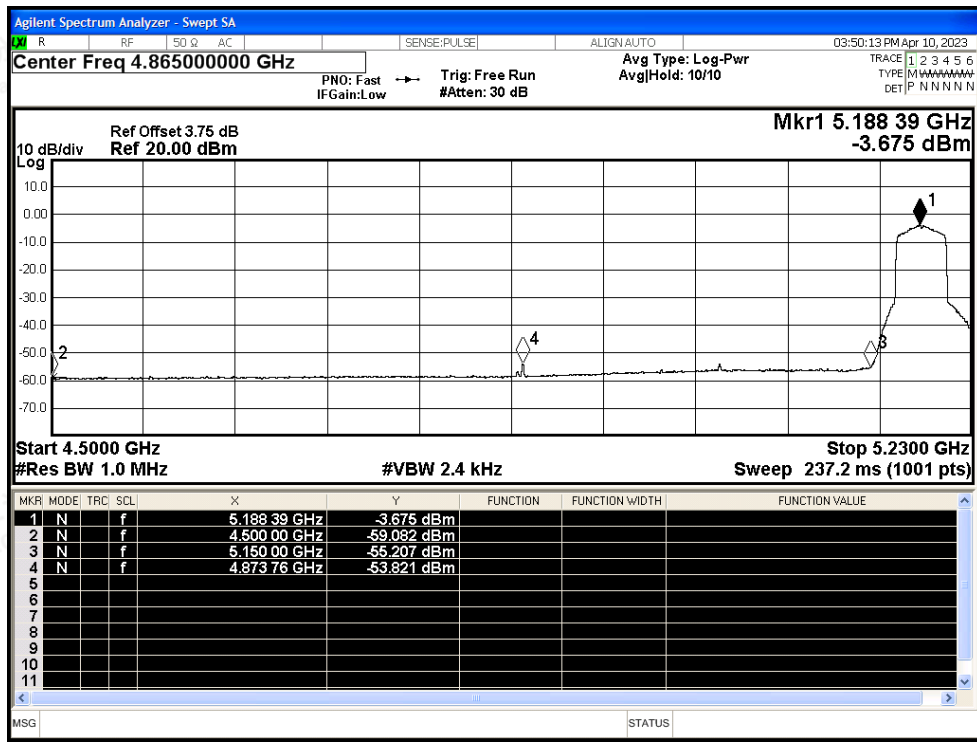 Agilent Spectrum Analyzer - Swept SA
LXI R RF 50 Ω AC SENSE:PULSE ALIGN AUTO 03:50:13 PM Apr 10, 2023
Center Freq 4.865000000 GHz
PNO: Fast
IFGain:Low
Trig: Free Run
#Atten: 30 dB
Avg Type: Log-Pwr
Avg|Hold: 10/10
TRACE 1 2 3 4 5 6
TYPE M
DET P N N N N N
Mkr1 5.188 39 GHz
-3.675 dBm
Ref Offset 3.75 dB
10 dB/div Ref 20.00 dBm
Log
10.0
0.00
-10.0
-20.0
-30.0
-40.0
-50.0
-60.0
-70.0
1
2
4
3
Start 4.5000 GHz Stop 5.2300 GHz
#Res BW 1.0 MHz #VBW 2.4 kHz Sweep 237.2 ms (1001 pts)
MKR MODE TRC SCL X Y FUNCTION FUNCTION WIDTH FUNCTION VALUE
1 N f 5.188 39 GHz -3.675 dBm
2 N f 4.500 00 GHz -59.082 dBm
3 N f 5.150 00 GHz -55.207 dBm
4 N f 4.873 76 GHz -53.821 dBm
5
6
7
8
9
10
11
MSG STATUS